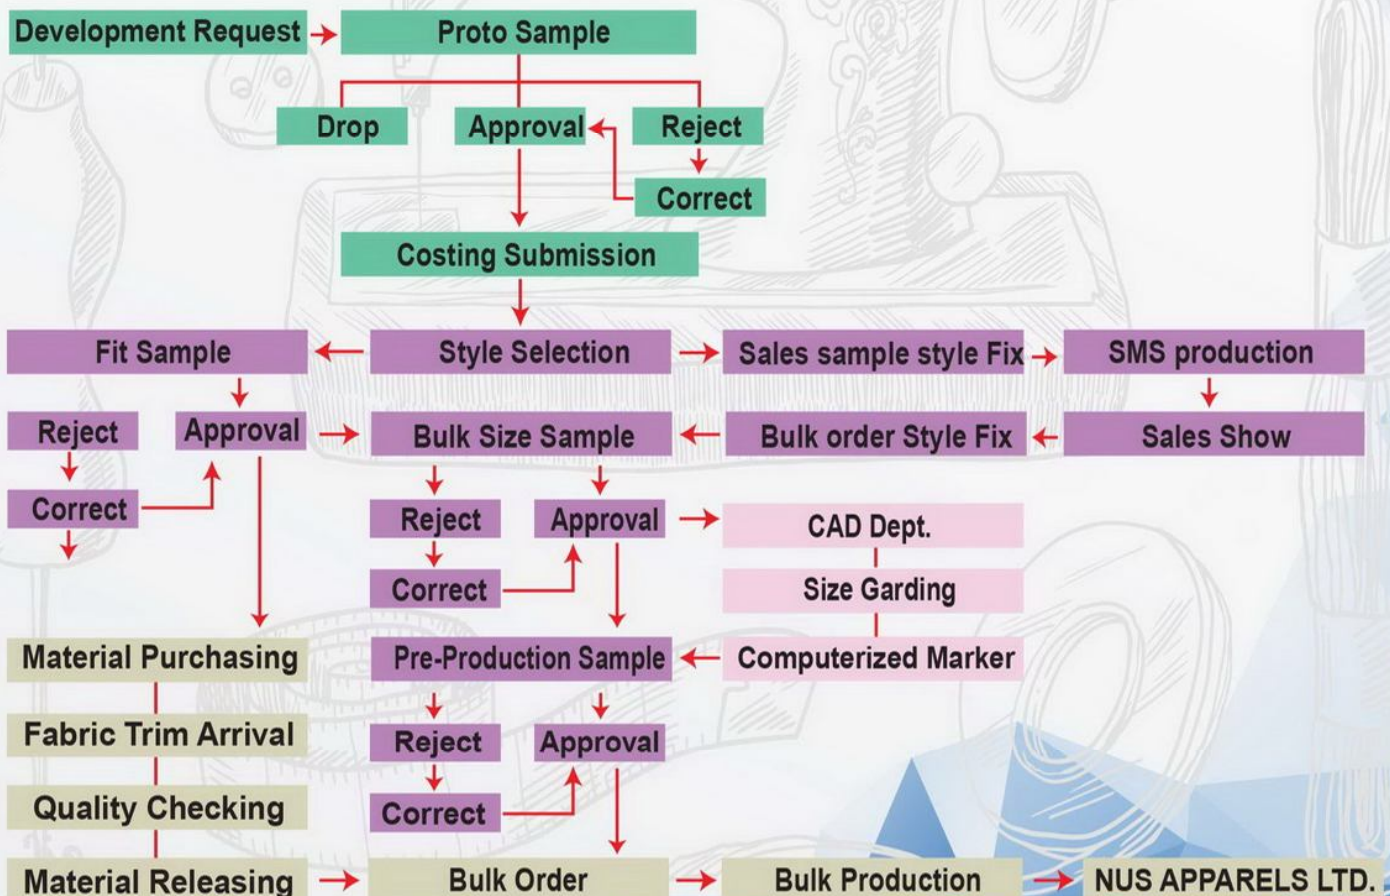 Development Request
Proto Sample
Drop
Approval
Reject
Correct
Costing Submission
Fit Sample
Style Selection
Sales sample style Fix
SMS production
Reject
Approval
Bulk Size Sample
Bulk order Style Fix
Sales Show
Correct
Reject
Approval
CAD Dept.
Correct
Size Garding
Material Purchasing
Pre-Production Sample
Computerized Marker
Fabric Trim Arrival
Reject
Approval
Quality Checking
Correct
Material Releasing
Bulk Order
Bulk Production
NUS APPARELS LTD.